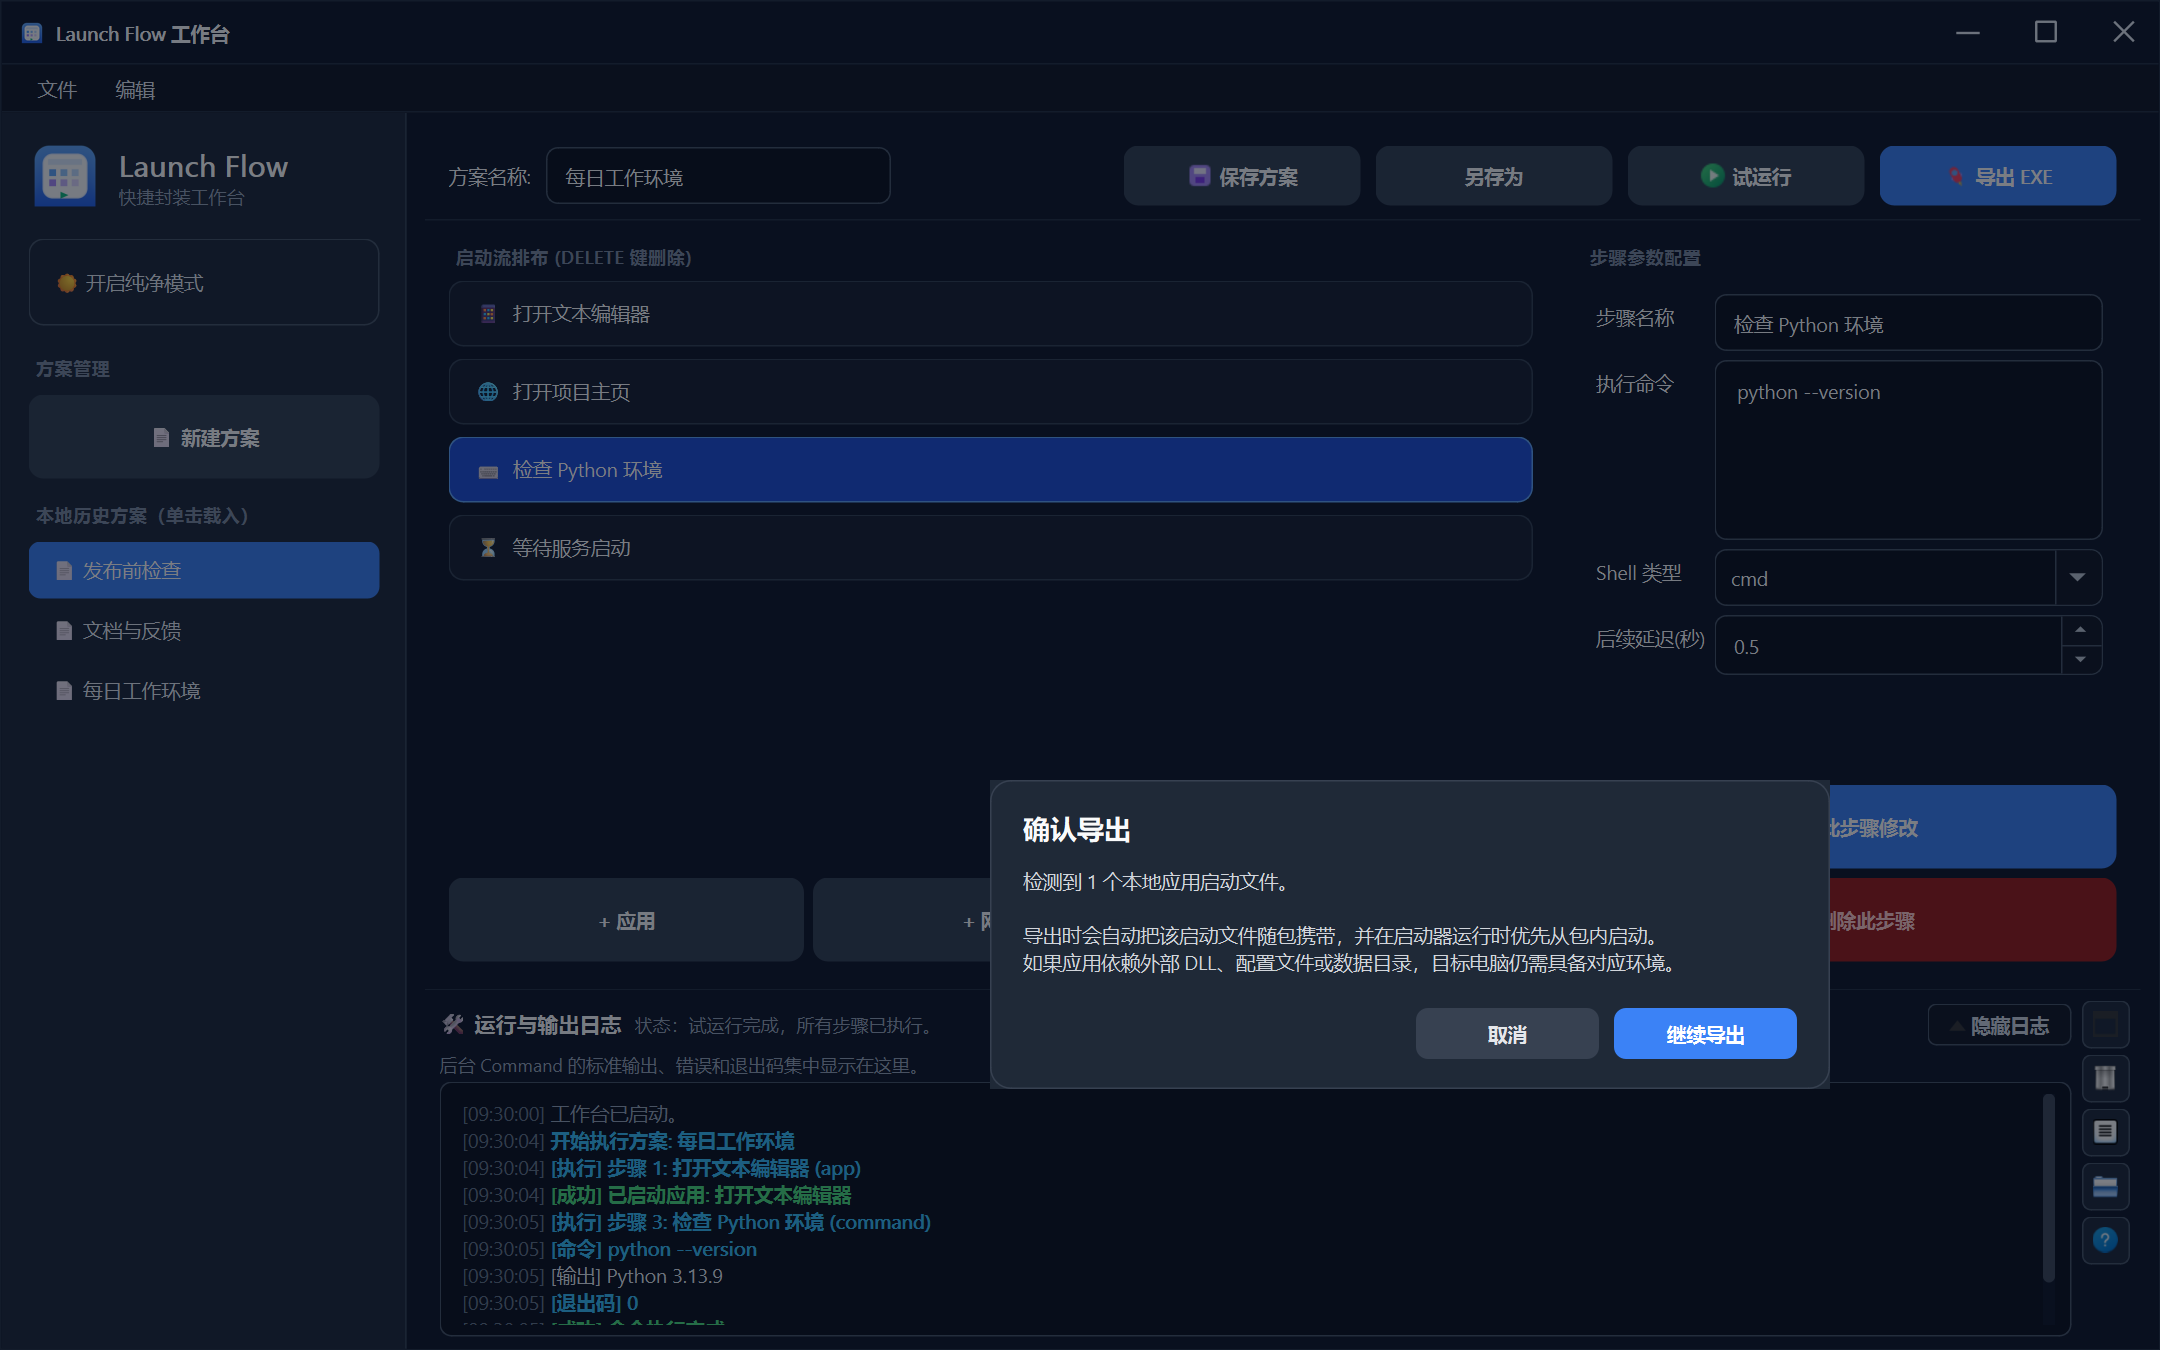 Launch Flow 工作台
文件 编辑
Launch Flow
快捷封装工作台
开启纯净模式
方案管理
新建方案
本地历史方案（单击载入）
发布前检查
文档与反馈
每日工作环境
方案名称: 每日工作环境
保存方案
另存为
试运行
导出 EXE
启动流排布 (DELETE 键删除)
打开文本编辑器
打开项目主页
检查 Python 环境
等待服务启动
步骤参数配置
步骤名称 检查 Python 环境
执行命令 python --version
Shell 类型 cmd
后续延迟(秒) 0.5
步骤修改
除此步骤
+ 应用
+
确认导出
检测到 1 个本地应用启动文件。
导出时会自动把该启动文件随包携带，并在启动器运行时优先从包内启动。
如果应用依赖外部 DLL、配置文件或数据目录，目标电脑仍需具备对应环境。
取消
继续导出
运行与输出日志 状态：试运行完成，所有步骤已执行。
隐藏日志
后台 Command 的标准输出、错误和退出码集中显示在这里。
[09:30:00] 工作台已启动。
[09:30:04] 开始执行方案: 每日工作环境
[09:30:04] [执行] 步骤 1: 打开文本编辑器 (app)
[09:30:04] [成功] 已启动应用: 打开文本编辑器
[09:30:05] [执行] 步骤 3: 检查 Python 环境 (command)
[09:30:05] [命令] python --version
[09:30:05] [输出] Python 3.13.9
[09:30:05] [退出码] 0